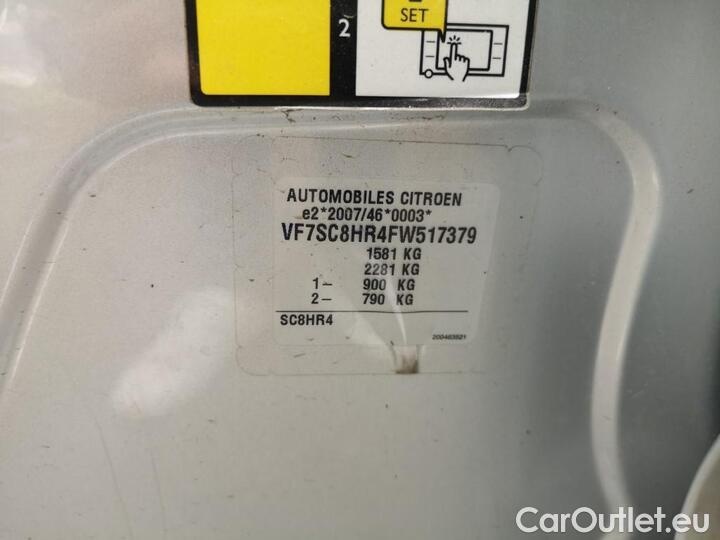 SET
2
AUTOMOBILES CITROEN
e2*2007/46*0003*
VF7SC8HR4FW517379
1581 KG
2281 KG
1– 900 KG
2– 790 KG
SC8HR4
200463521
CarOutlet.eu